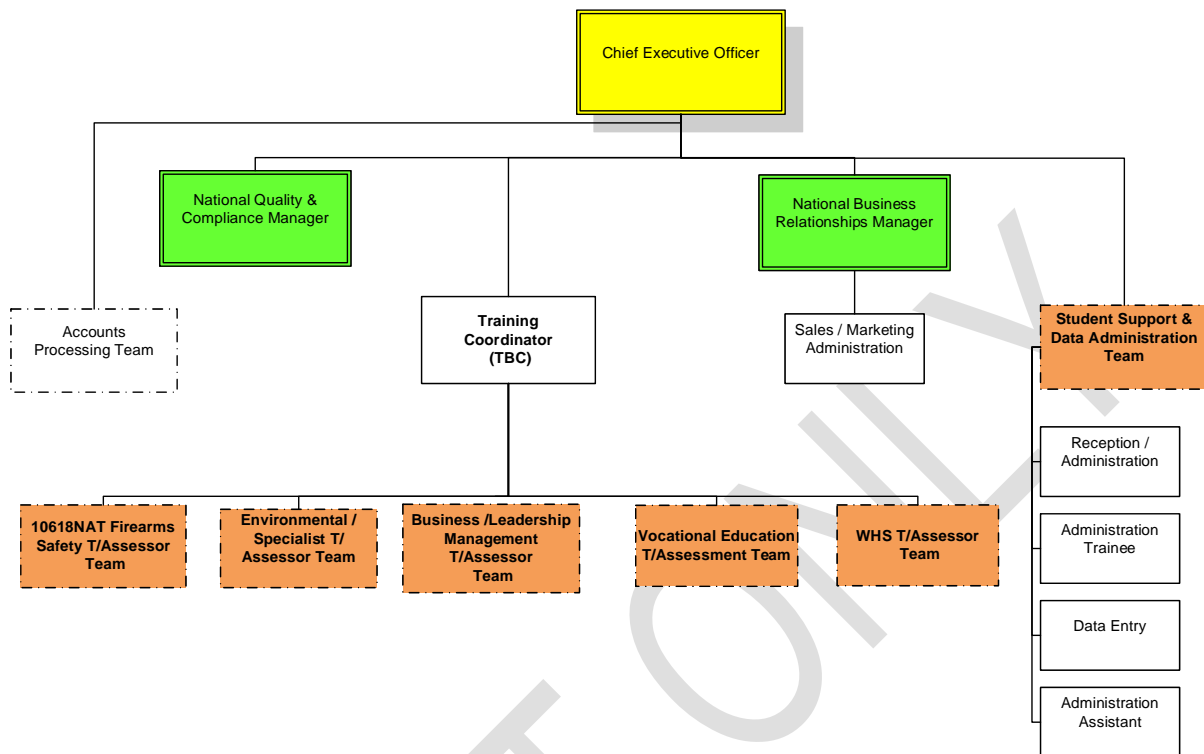 Chief Executive Officer
National Quality &
Compliance Manager
National Business
Relationships Manager
Accounts
Processing Team
Training
Coordinator
(TBC)
Sales / Marketing
Administration
Student Support &
Data Administration
Team
Reception /
Administration
Administration
Trainee
Data Entry
Administration
Assistant
10618NAT Firearms
Safety T/Assessor
Team
Environmental /
Specialist T/
Assessor Team
Business /Leadership
Management
T/Assessor
Team
Vocational Education
T/Assessment Team
WHS T/Assessor
Team
ONLY